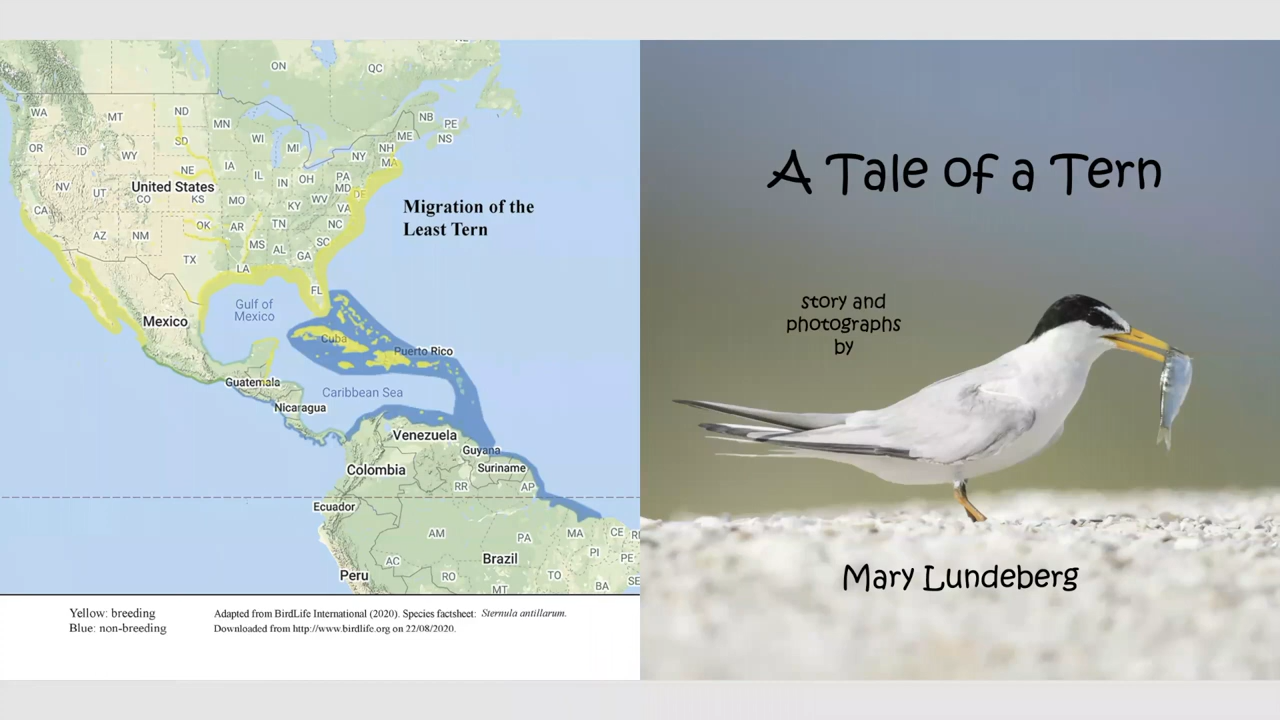 ON
QC
WA
MT
ND
MN
NB
PE
OR
ID
SD
WI
MI
ME
NS
WY
NH
NY
MA
NE
IA
NV
UT
United States
IL
IN
OH
PA
MD
DE
CO
KS
MO
KY
WV
VA
CA
AZ
NM
OK
AR
TN
NC
MS
AL
SC
GA
TX
LA
FL
Migration of the
Least Tern
Gulf of
Mexico
Mexico
Cuba
Puerto Rico
Guatemala
Caribbean Sea
Nicaragua
Venezuela
Guyana
Suriname
Colombia
RR
AP
Ecuador
AM
PA
MA
CE
AC
Brazil
PI
PE
Peru
RO
TO
MT
BA
SE
Yellow: breeding
Blue: non-breeding
Adapted from BirdLife International (2020). Species factsheet: Sternula antillarum.
Downloaded from http://www.birdlife.org on 22/08/2020.
A Tale of a Tern
story and
photographs
by
Mary Lundeberg